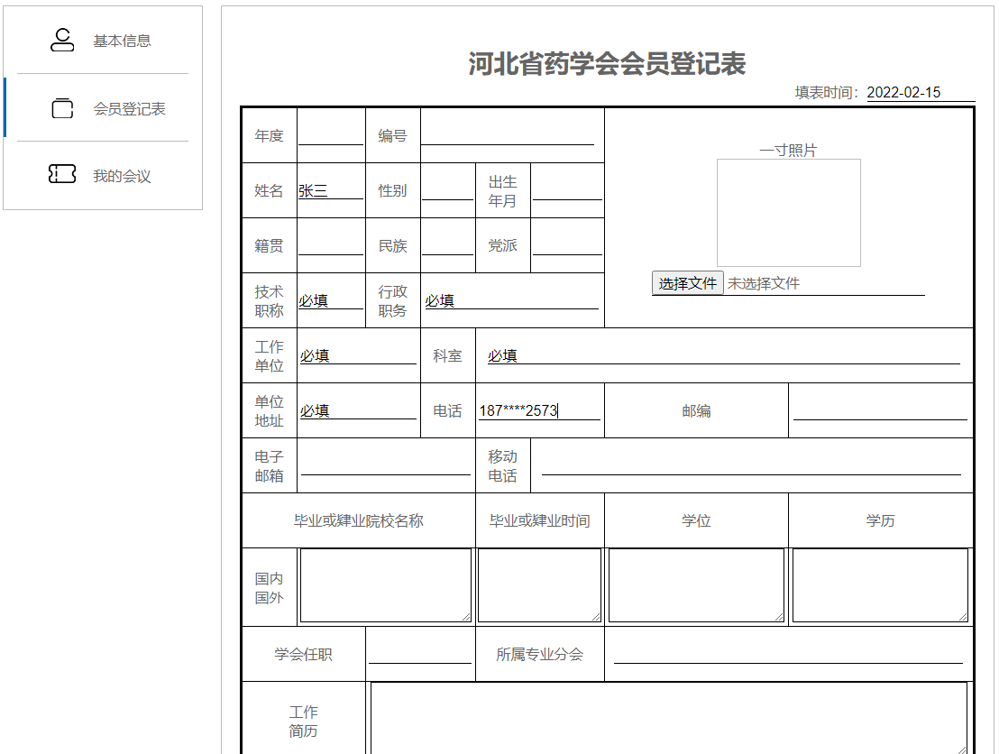 基本信息
会员登记表
我的会议
河北省药学会会员登记表
填表时间：2022-02-15
年度
编号
一寸照片
姓名
张三
性别
出生
年月
籍贯
民族
党派
选择文件 未选择文件
技术
职称
必填
行政
职务
必填
工作
单位
必填
科室
必填
单位
地址
必填
电话
187****2573
邮编
电子
邮箱
移动
电话
毕业或肄业院校名称
毕业或肄业时间
学位
学历
国内
国外
学会任职
所属专业分会
工作
简历